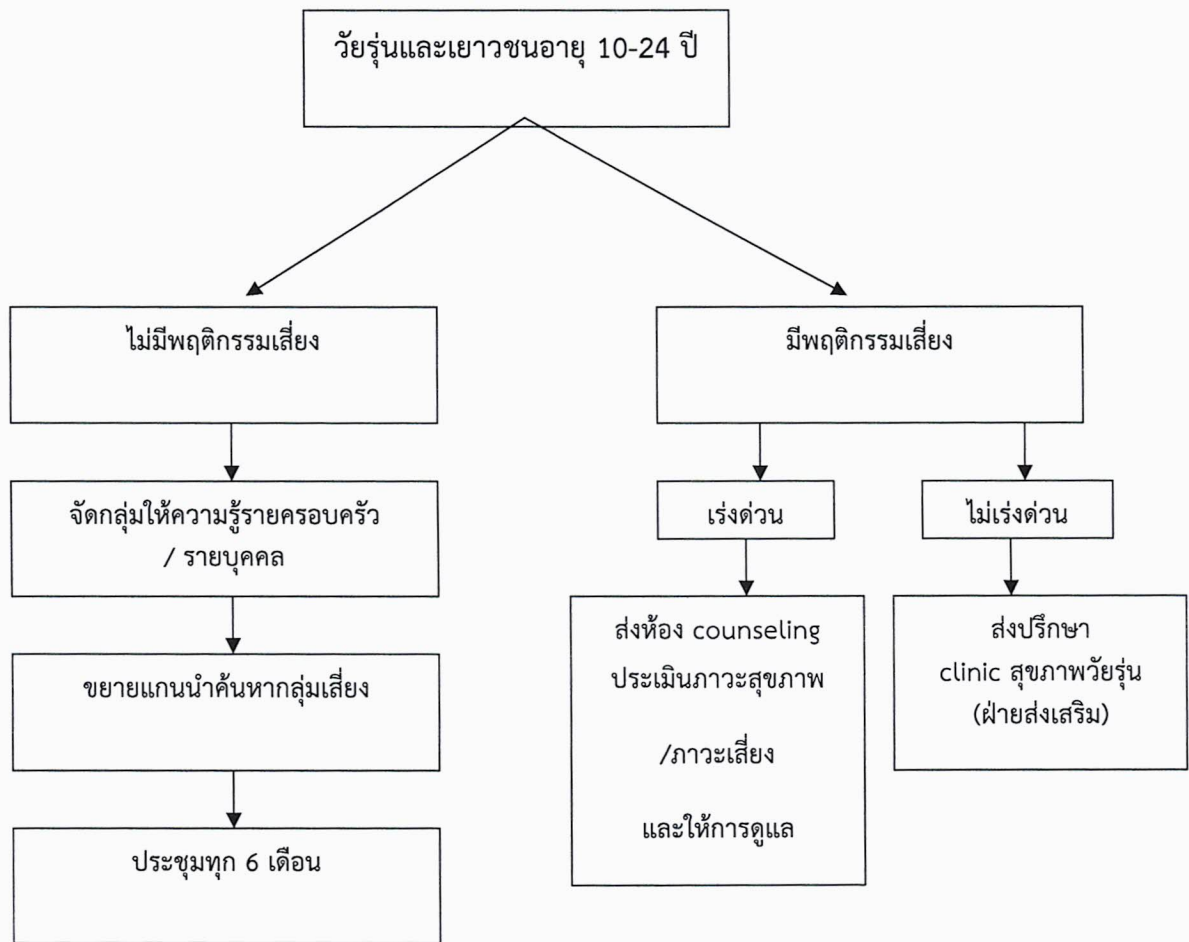 วัยรุ่นและเยาวชนอายุ 10-24 ปี
ไม่มีพฤติกรรมเสี่ยง
มีพฤติกรรมเสี่ยง
จัดกลุ่มให้ความรู้รายครอบครัว
/ รายบุคคล
เร่งด่วน
ไม่เร่งด่วน
ขยายแกนนำค้นหากลุ่มเสี่ยง
ส่งห้อง counseling
ประเมินภาวะสุขภาพ
/ภาวะเสี่ยง
และให้การดูแล
ส่งปรึกษา
clinic สุขภาพวัยรุ่น
(ฝ่ายส่งเสริม)
ประชุมทุก 6 เดือน